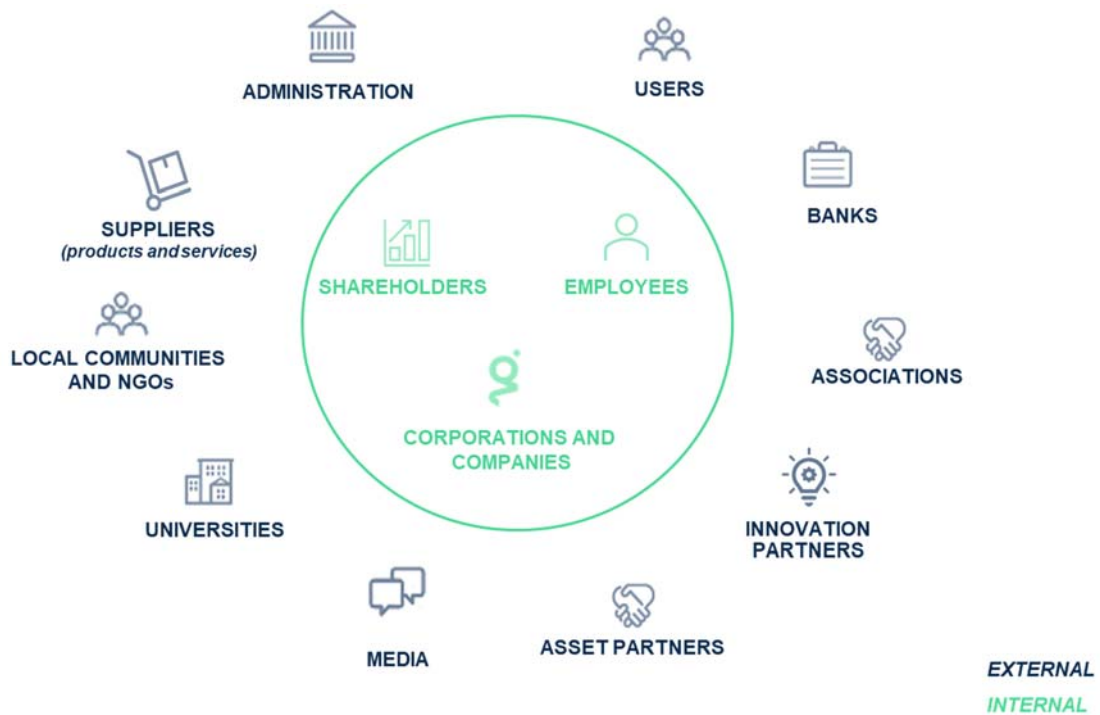 ADMINISTRATION
USERS
BANKS
SUPPLIERS
(products and services)
SHAREHOLDERS
EMPLOYEES
LOCAL COMMUNITIES
AND NGOs
ASSOCIATIONS
CORPORATIONS AND
COMPANIES
UNIVERSITIES
INNOVATION
PARTNERS
MEDIA
ASSET PARTNERS
EXTERNAL
INTERNAL